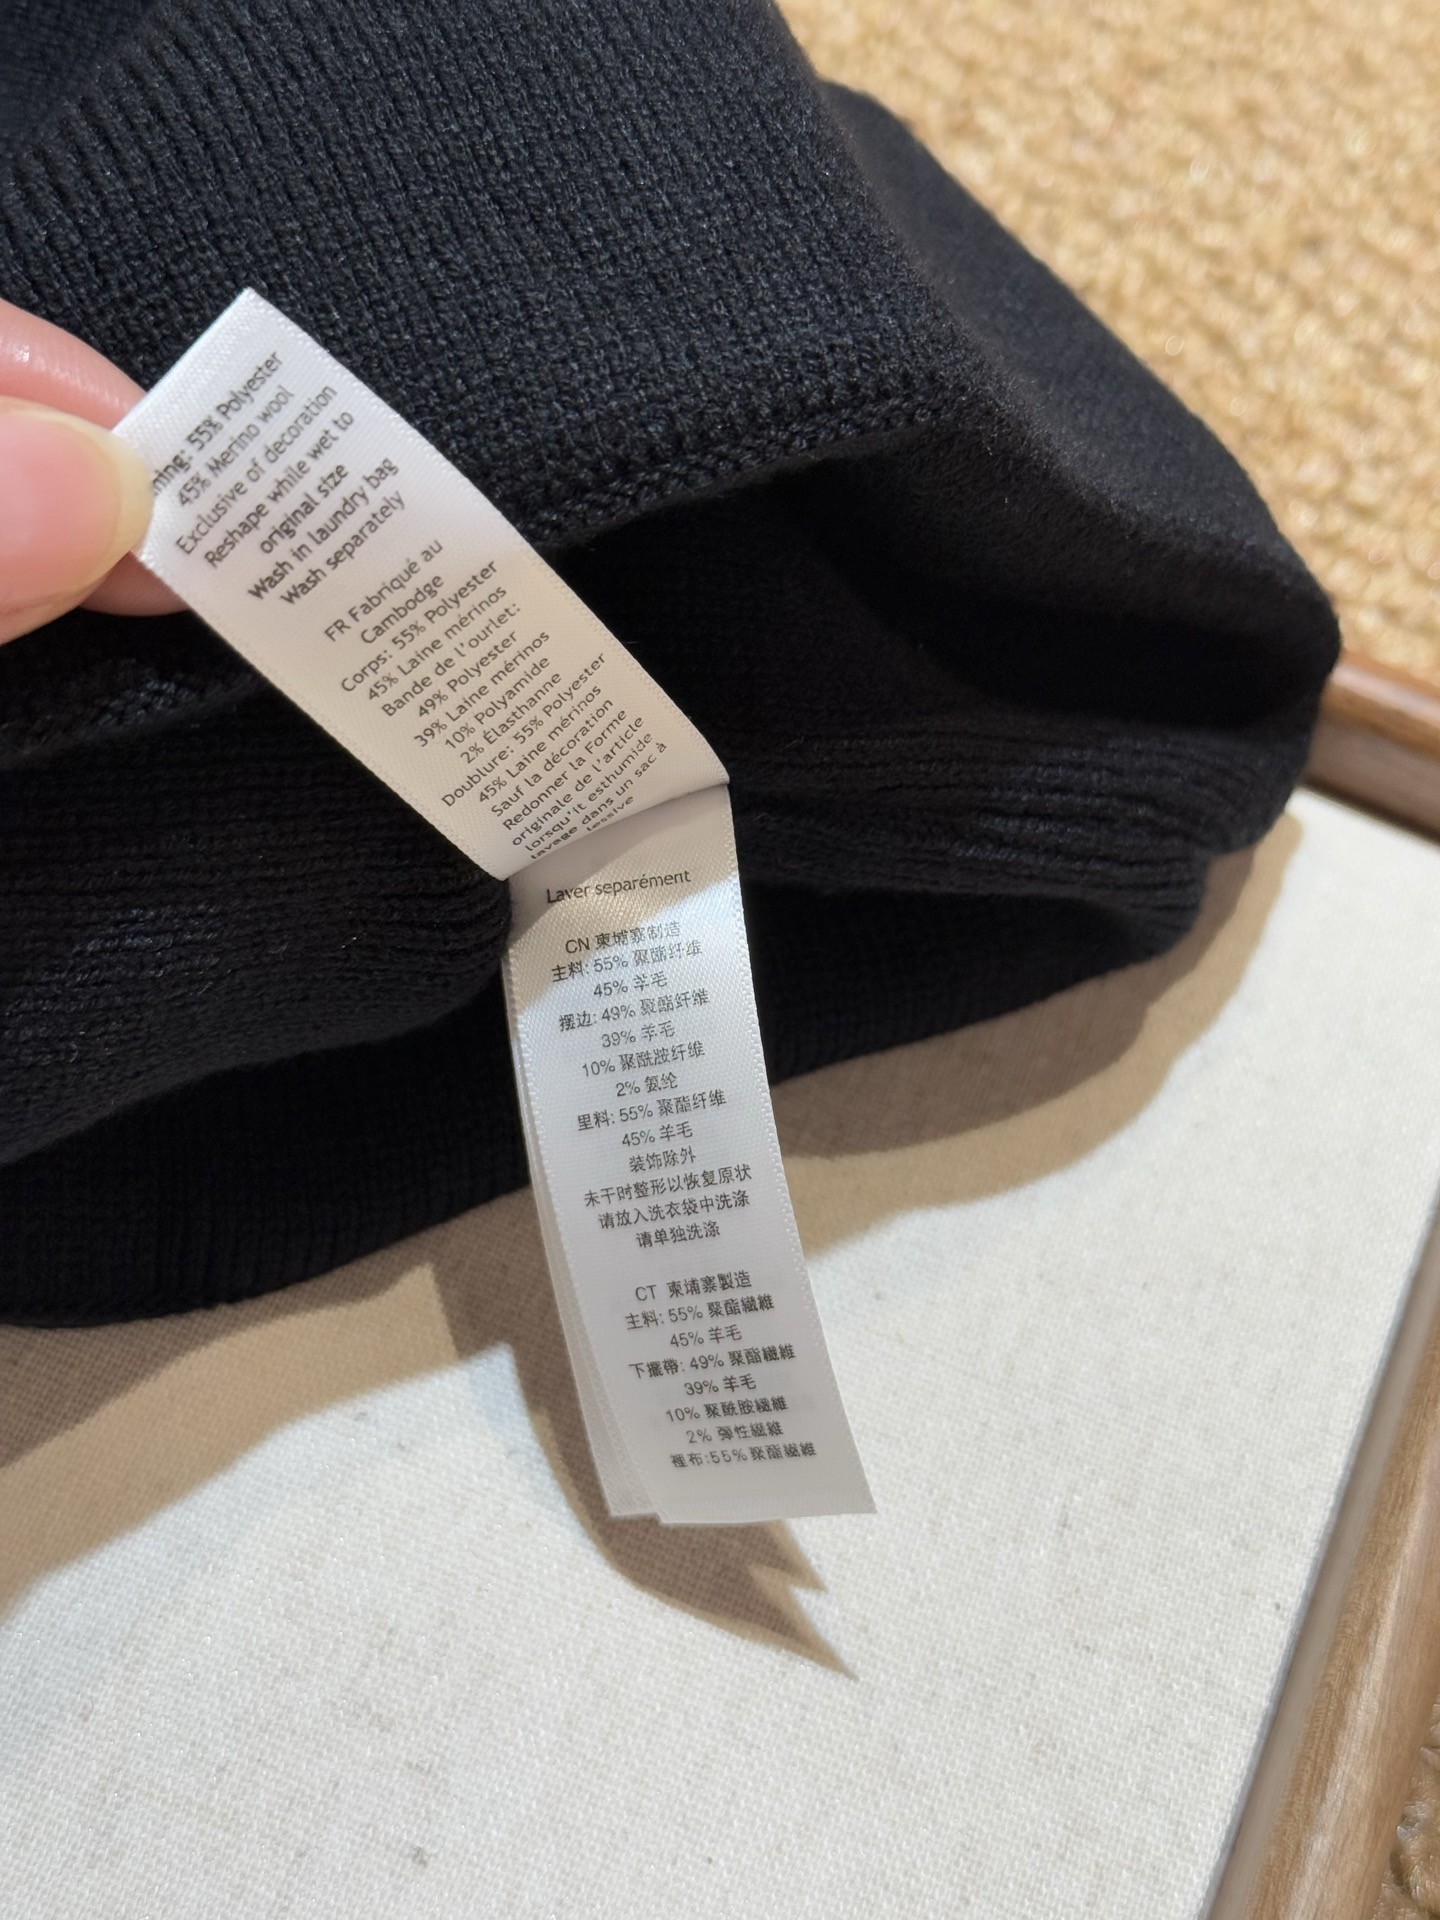 ning: 55% Polyester
45% Merino wool
Exclusive of decoration
Reshape while wet to
original size
Wash in laundry bag
Wash separately
FR Fabriqué au
Cambodge
Corps: 55% Polyester
45% Laine mérinos
Bande de l'ourlet:
49% Polyester
39% Laine mérinos
10% Polyamide
2% Élasthanne
Doublure: 55% Polyester
45% Laine mérinos
Sauf la décoration
Redonner la Forme
originale de l'article
lorsqu'it esthumide
lavage dans un sac à
lessive
Laver separément
CN 柬埔寨制造
主料: 55% 聚酯纤维
45% 羊毛
摆边: 49% 聚酯纤维
39% 羊毛
10% 聚酰胺纤维
2% 氨纶
里料: 55% 聚酯纤维
45% 羊毛
装饰除外
未干时整形以恢复原状
请放入洗衣袋中洗涤
请单独洗涤
CT 柬埔寨製造
主料: 55% 聚酯纖維
45% 羊毛
下擺帶: 49% 聚酯纖維
39% 羊毛
10% 聚酰胺纖維
2% 彈性纖維
裡布:55% 聚酯纖維